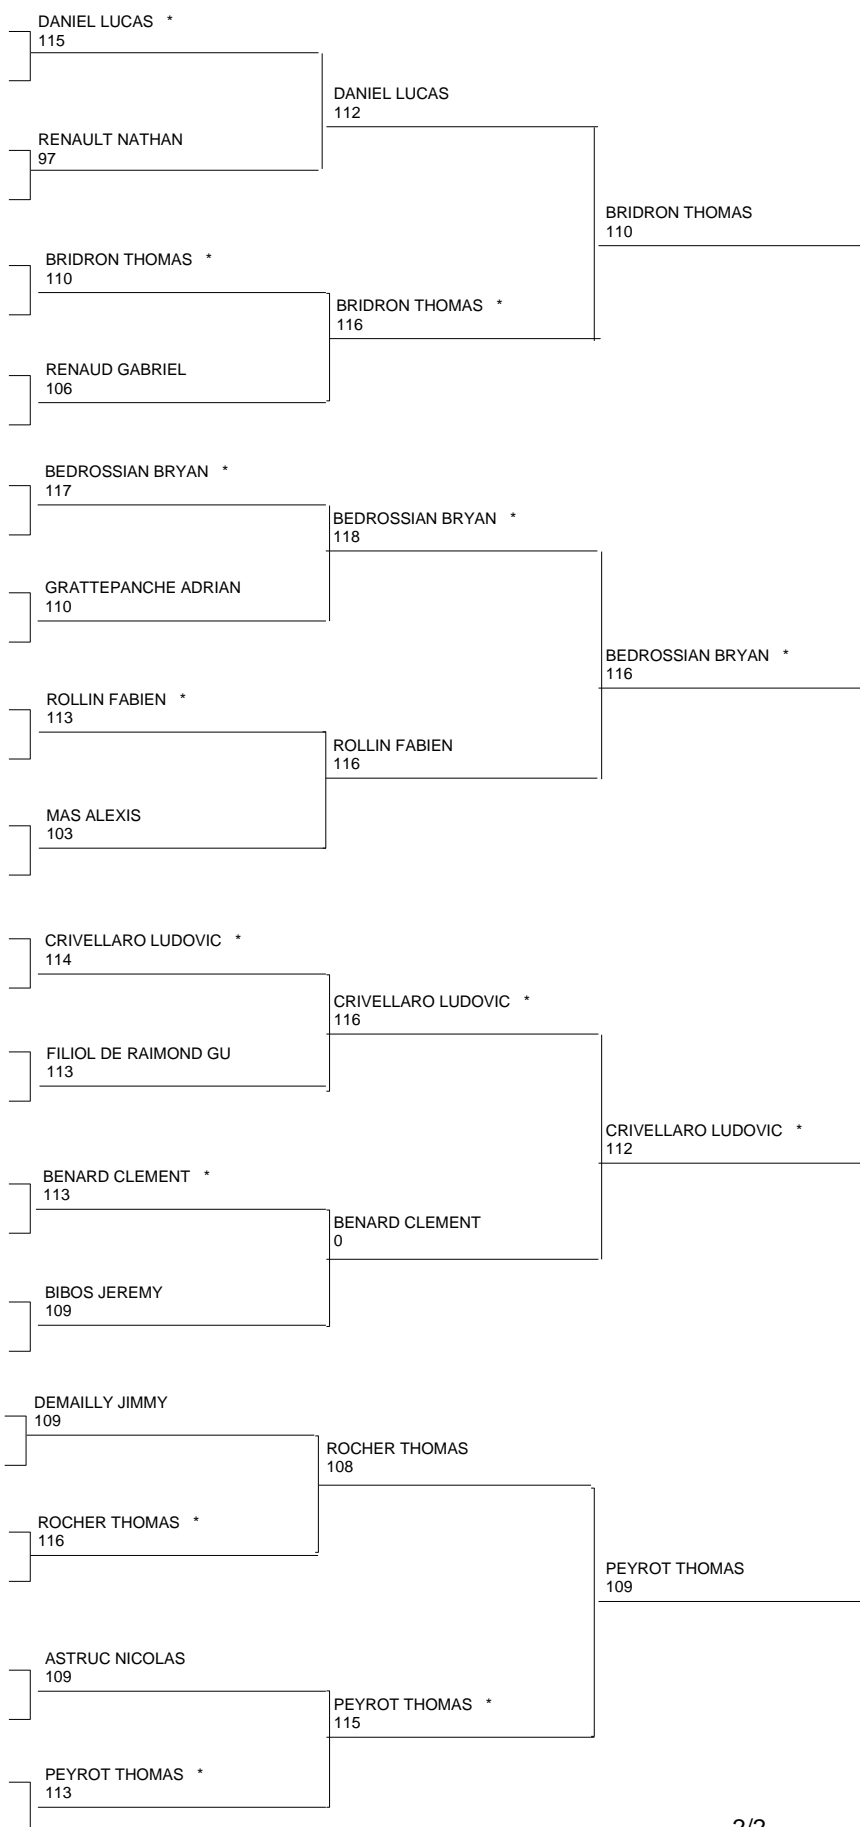 DANIEL LUCAS *
115
DANIEL LUCAS
112
RENAULT NATHAN
97
BRIDRON THOMAS
110
BRIDRON THOMAS *
110
BRIDRON THOMAS *
116
RENAUD GABRIEL
106
BEDROSSIAN BRYAN *
117
BEDROSSIAN BRYAN *
118
GRATTEPANCHE ADRIAN
110
BEDROSSIAN BRYAN *
116
ROLLIN FABIEN *
113
ROLLIN FABIEN
116
MAS ALEXIS
103
CRIVELLARO LUDOVIC *
114
CRIVELLARO LUDOVIC *
116
FILIOL DE RAIMOND GU
113
CRIVELLARO LUDOVIC *
112
BENARD CLEMENT *
113
BENARD CLEMENT
0
BIBOS JEREMY
109
DEMAILLY JIMMY
109
ROCHER THOMAS
108
ROCHER THOMAS *
116
PEYROT THOMAS
109
ASTRUC NICOLAS
109
PEYROT THOMAS *
115
PEYROT THOMAS *
113